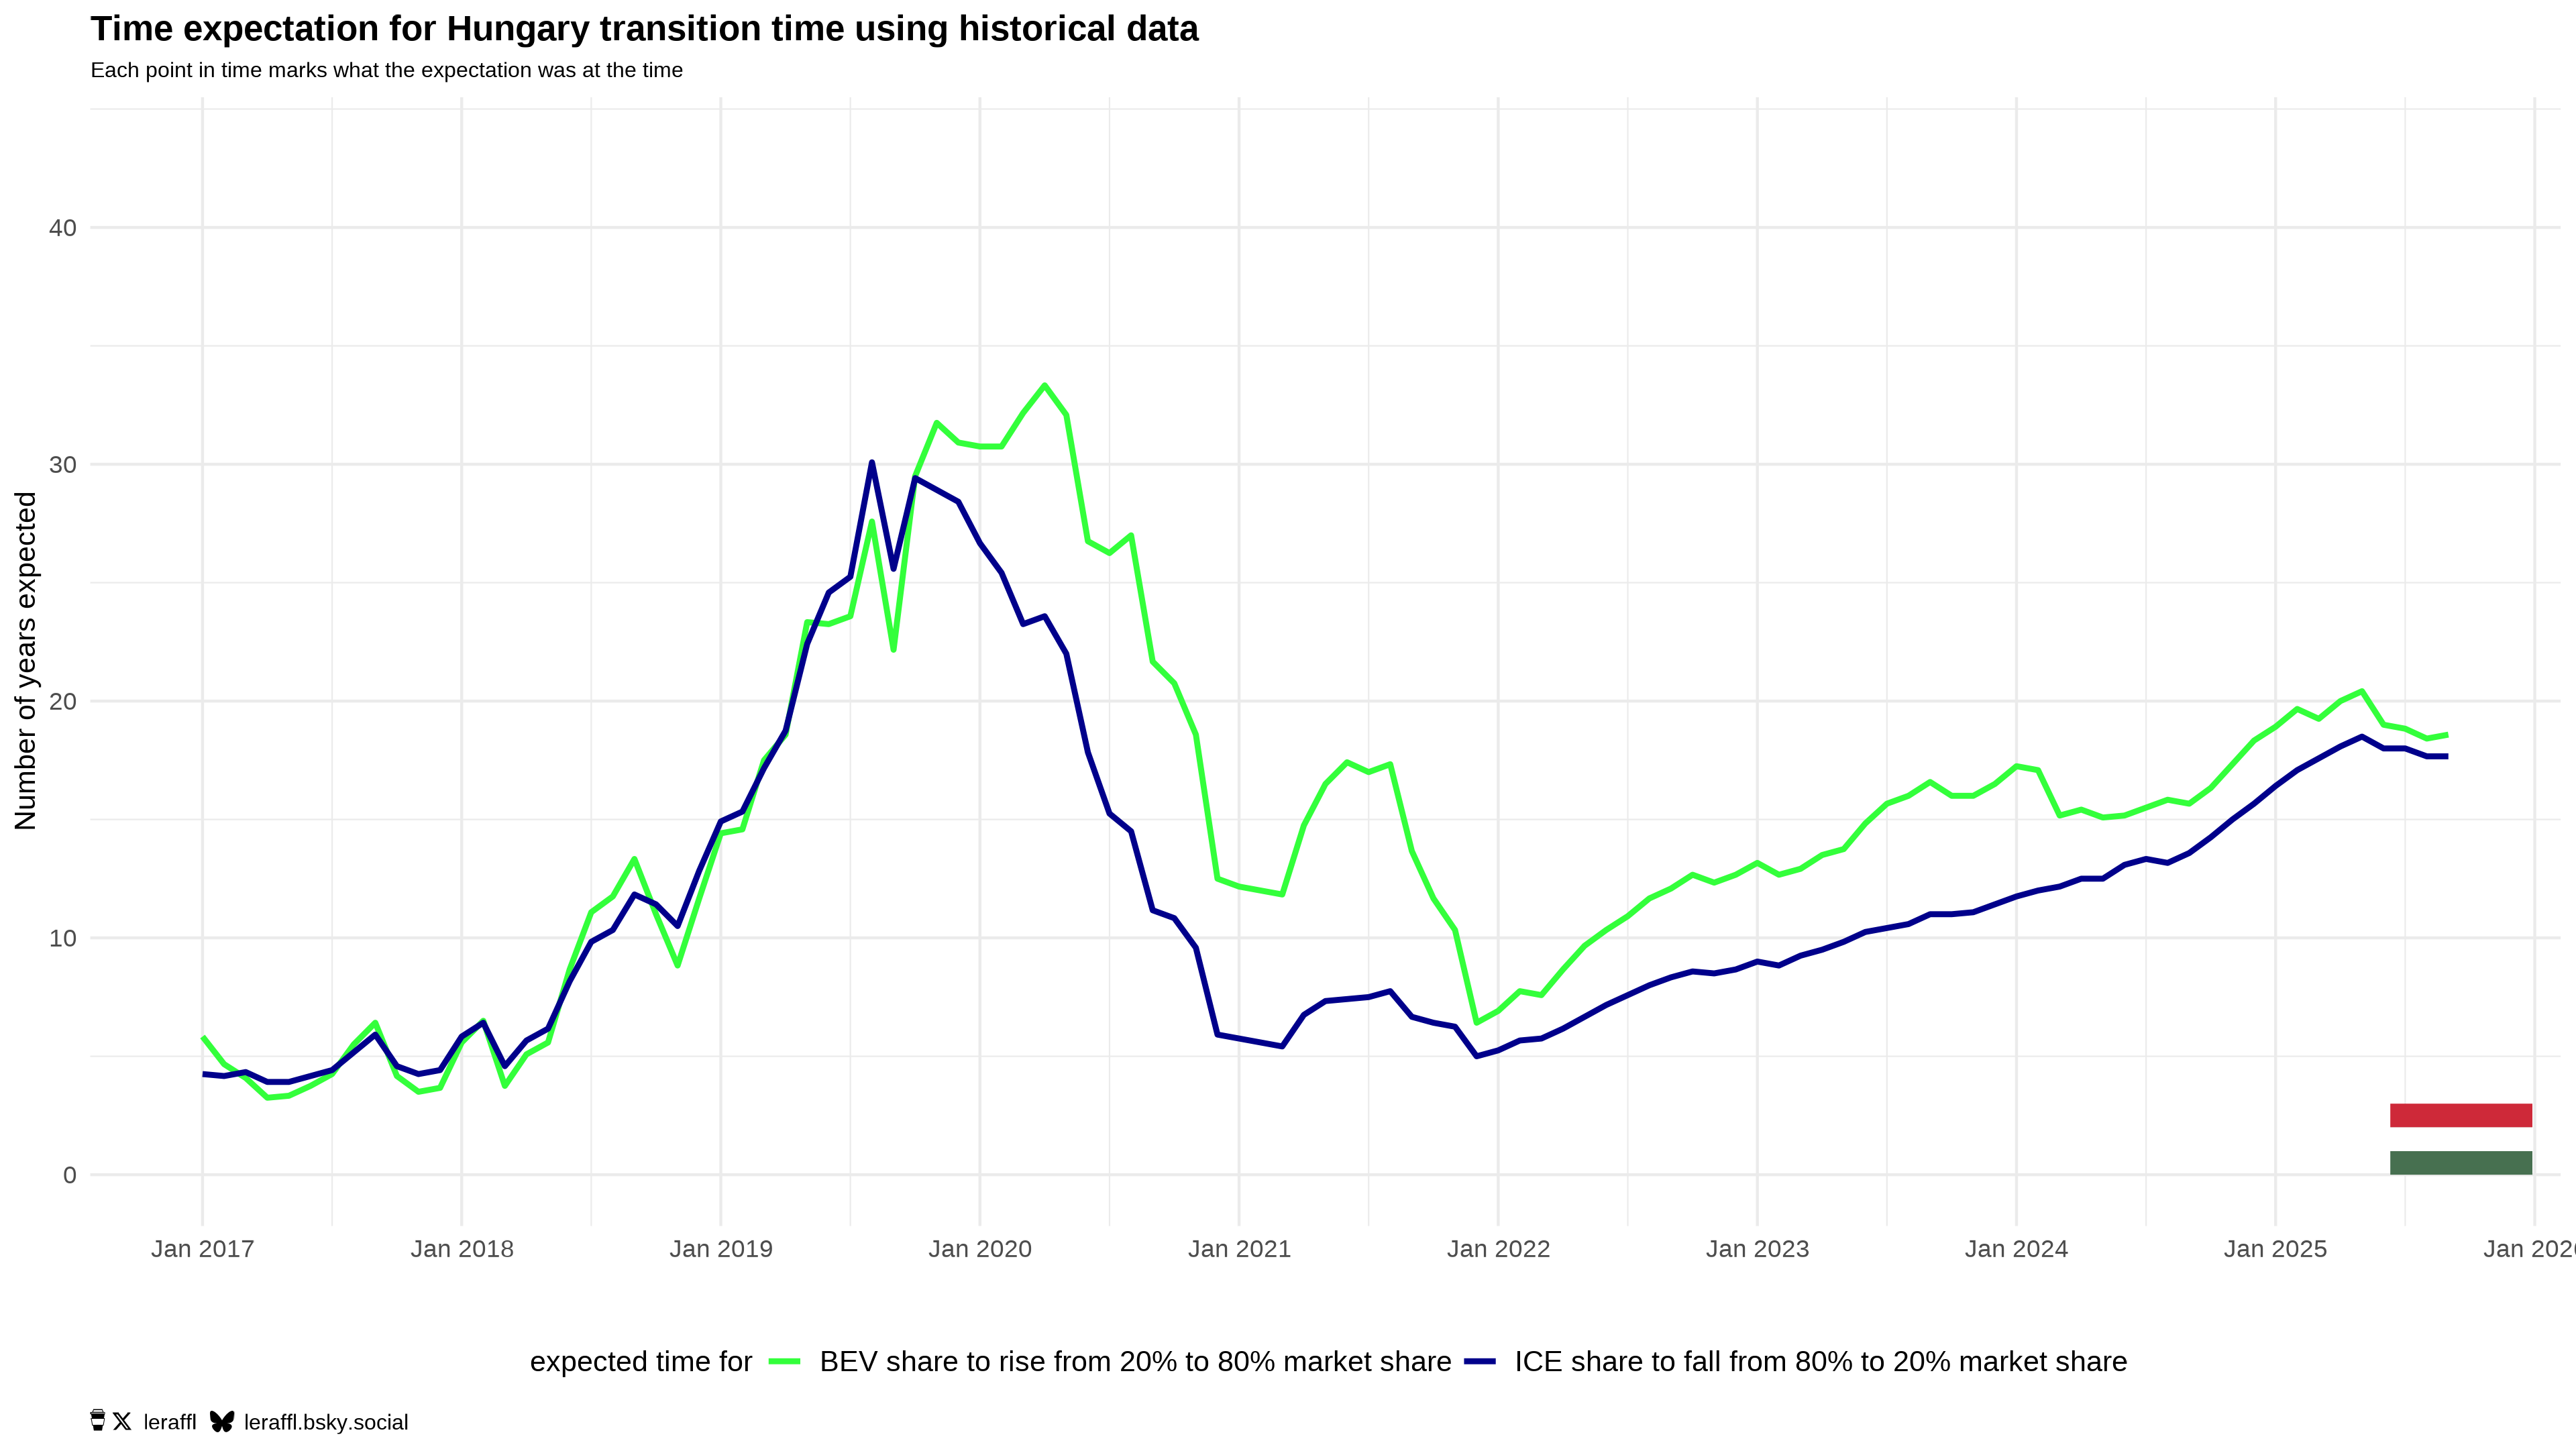 Time expectation for Hungary transition time using historical data
Each point in time marks what the expectation was at the time
Number of years expected
40
30
20
10
0
Jan 2017 Jan 2018 Jan 2019 Jan 2020 Jan 2021 Jan 2022 Jan 2023 Jan 2024 Jan 2025 Jan 202
expected time for BEV share to rise from 20% to 80% market share ICE share to fall from 80% to 20% market share
leraffl leraffl.bsky.social